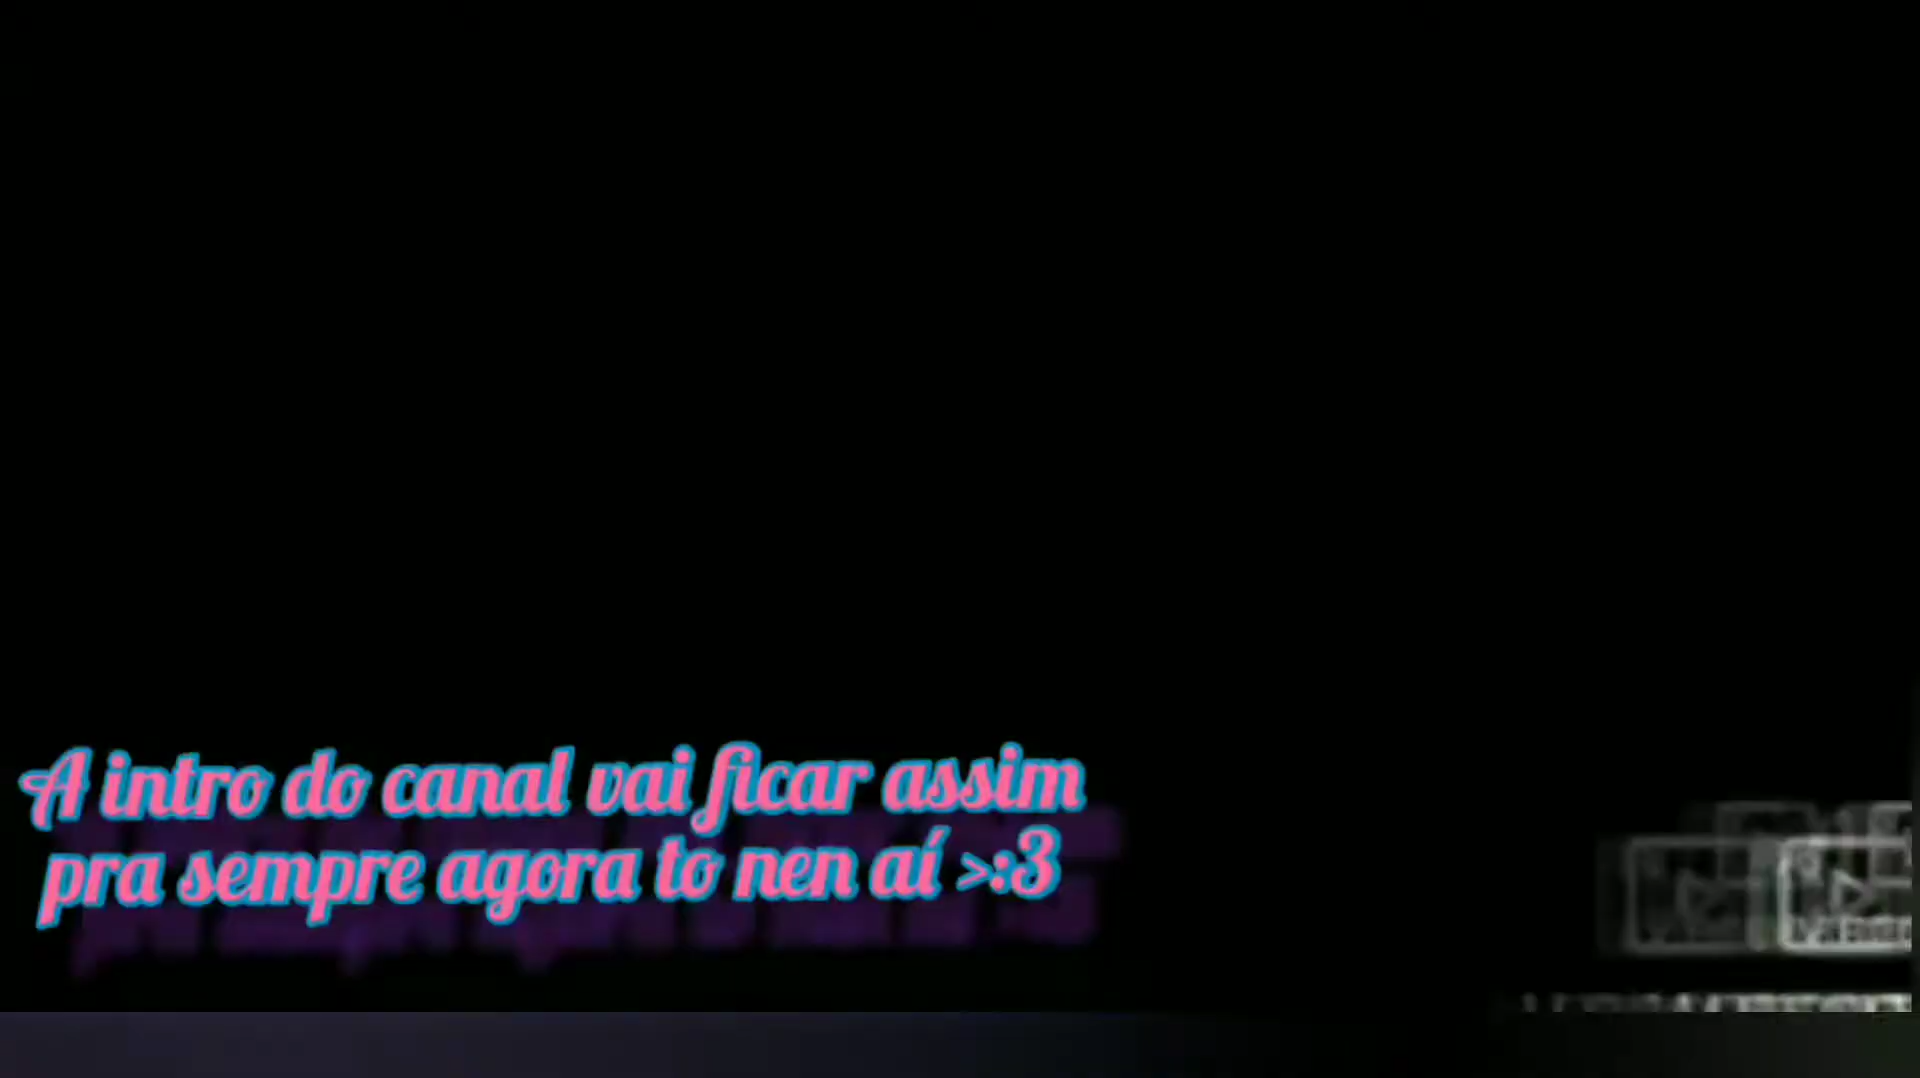 A intro do canal vai ficar assim
pra sempre agora to nen aí >:3